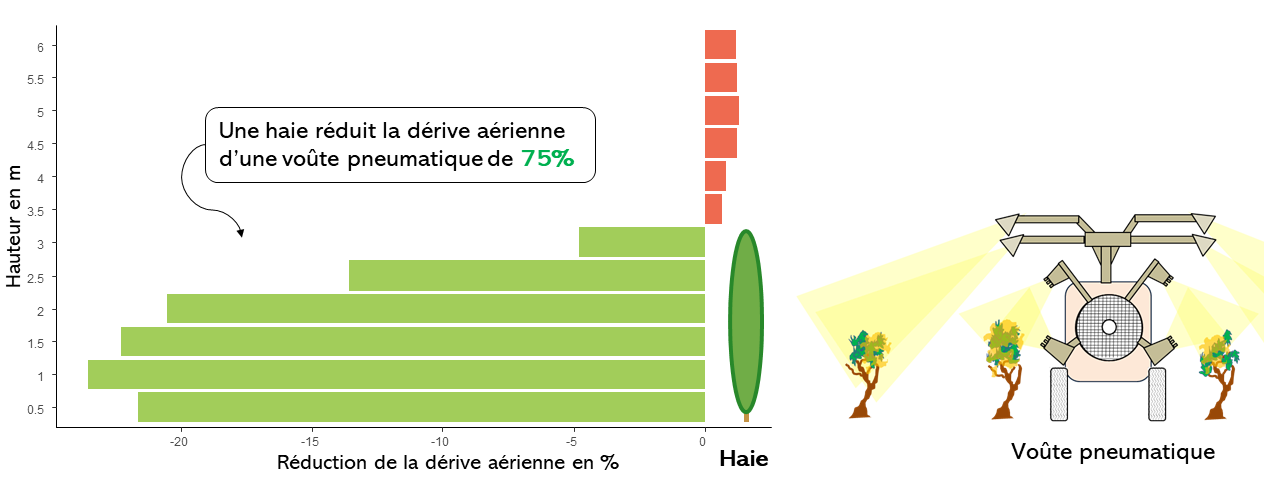 6
5.5
5
4.5
4
3.5
3
2.5
2
1.5
1
0.5
Hauteur en m
Une haie réduit la dérive aérienne
d'une voûte pneumatique de 75%
-20
-15
-10
-5
0
Réduction de la dérive aérienne en %
Haie
Voûte pneumatique